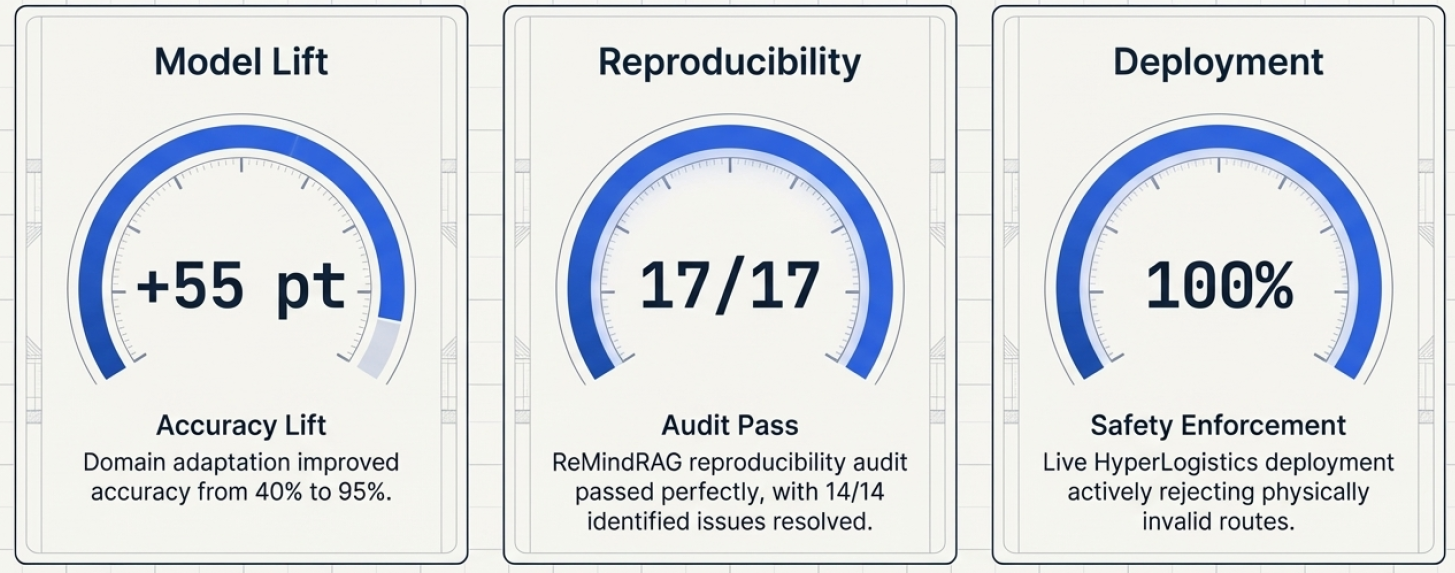 Model Lift
+55 pt
Accuracy Lift
Domain adaptation improved
accuracy from 40% to 95%.
Reproducibility
17/17
Audit Pass
ReMindRAG reproducibility audit
passed perfectly, with 14/14
identified issues resolved.
Deployment
100%
Safety Enforcement
Live HyperLogistics deployment
actively rejecting physically
invalid routes.